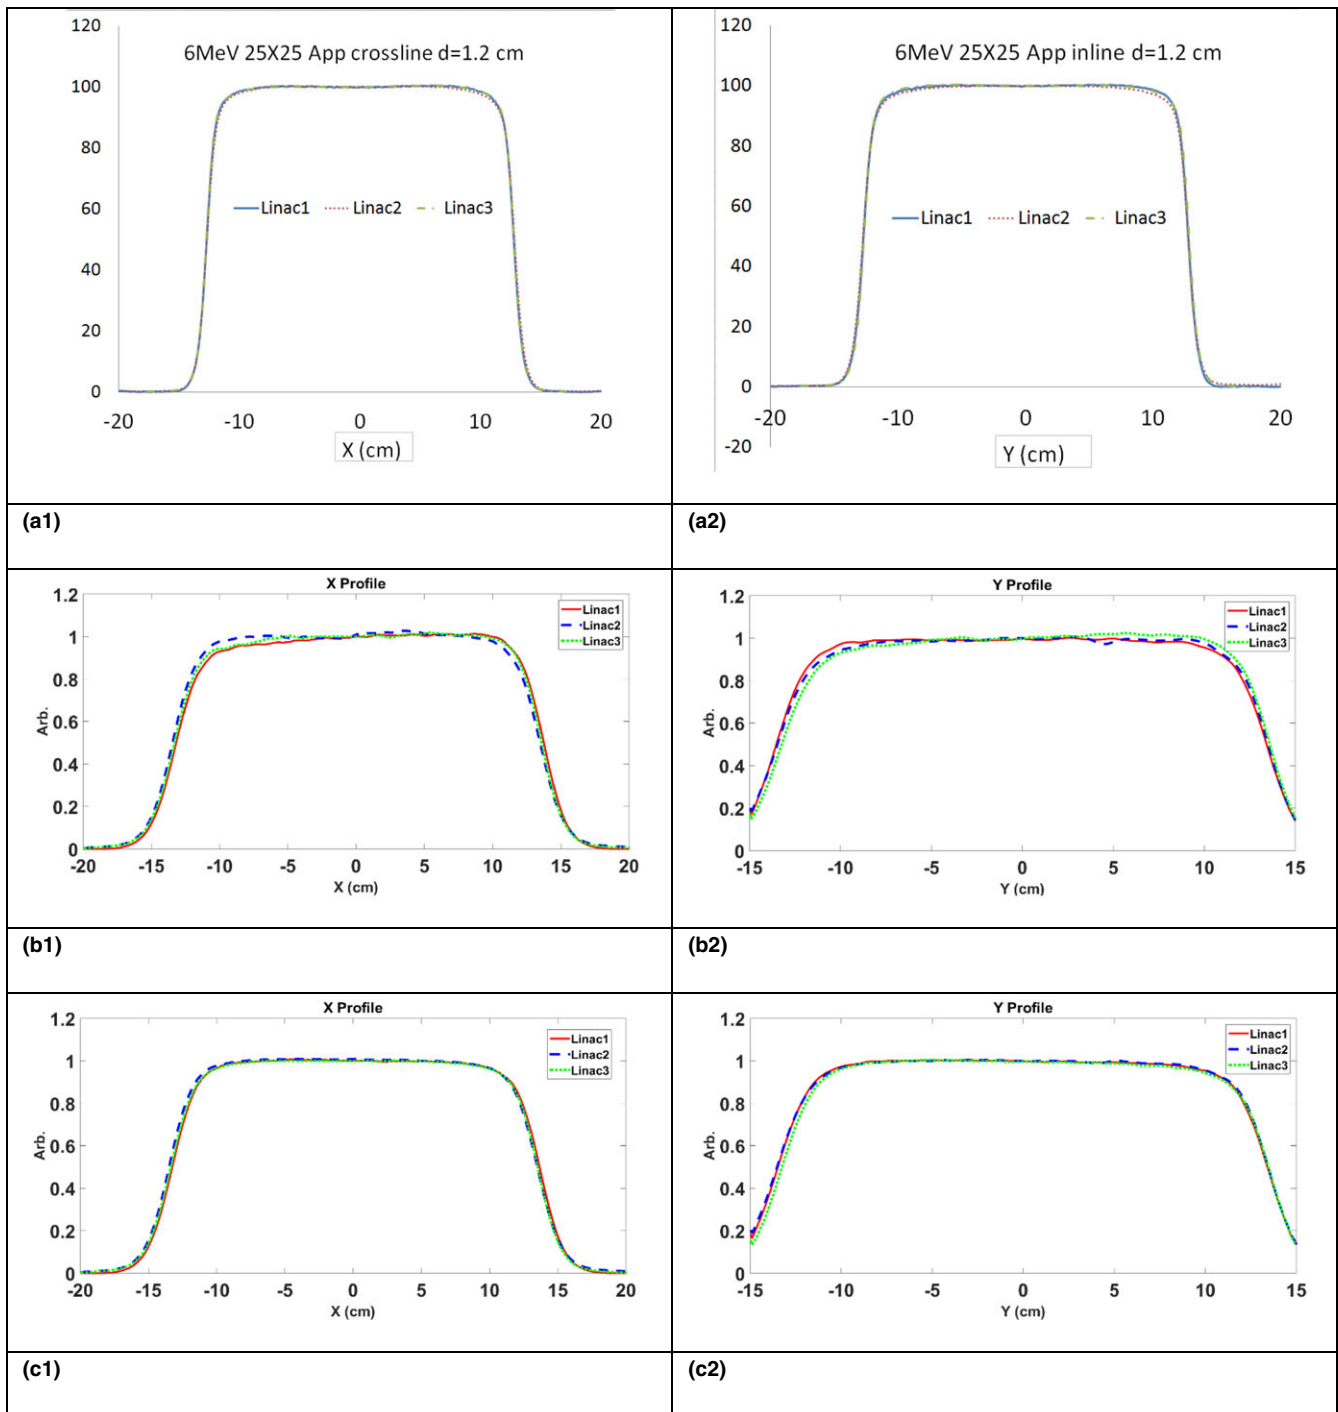 6MeV 25X25 App crossline d=1.2 cm
120
100
80
60
40
20
0
Linac1 Linac2 Linac3
-20 -10 0 10 20
X (cm)
6MeV 25X25 App inline d=1.2 cm
120
100
80
60
40
20
0
-20
Linac1 Linac2 Linac3
-20 -10 0 10 20
Y (cm)
(a1)
(a2)
X Profile
1.2
1
0.8
0.6
0.4
0.2
0
Arb.
Linac1
Linac2
Linac3
-20 -15 -10 -5 0 5 10 15 20
X (cm)
Y Profile
1.2
1
0.8
0.6
0.4
0.2
0
Arb.
Linac1
Linac2
Linac3
-15 -10 -5 0 5 10 15
Y (cm)
(b1)
(b2)
X Profile
1.2
1
0.8
0.6
0.4
0.2
0
Arb.
Linac1
Linac2
Linac3
-20 -15 -10 -5 0 5 10 15 20
X (cm)
Y Profile
1.2
1
0.8
0.6
0.4
0.2
0
Arb.
Linac1
Linac2
Linac3
-15 -10 -5 0 5 10 15
Y (cm)
(c1)
(c2)